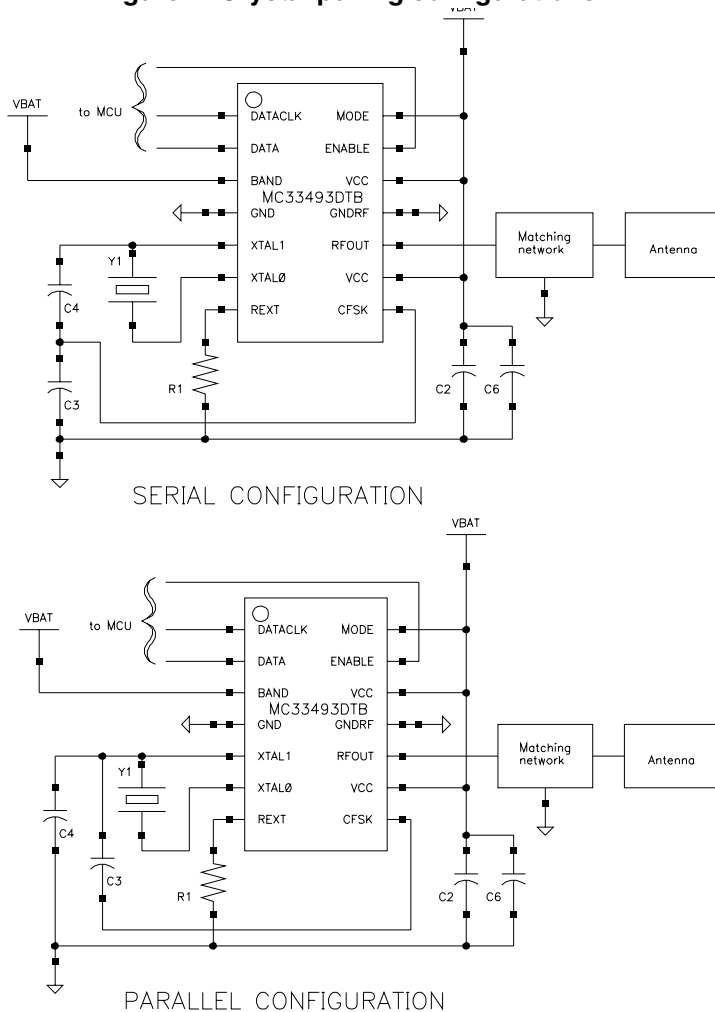 VBAT
VBAT
to MCU
DATACLK MODE
DATA ENABLE
BAND VCC
MC33493DTB
GND GNDRF
XTAL1 RFOUT
XTALØ VCC
REXT CFSK
Matching
network
Antenna
Y1
C4
C3
R1
C2
C6
SERIAL CONFIGURATION
VBAT
VBAT
to MCU
DATACLK MODE
DATA ENABLE
BAND VCC
MC33493DTB
GND GNDRF
XTAL1 RFOUT
XTALØ VCC
REXT CFSK
Matching
network
Antenna
Y1
C4
C3
R1
C2
C6
PARALLEL CONFIGURATION